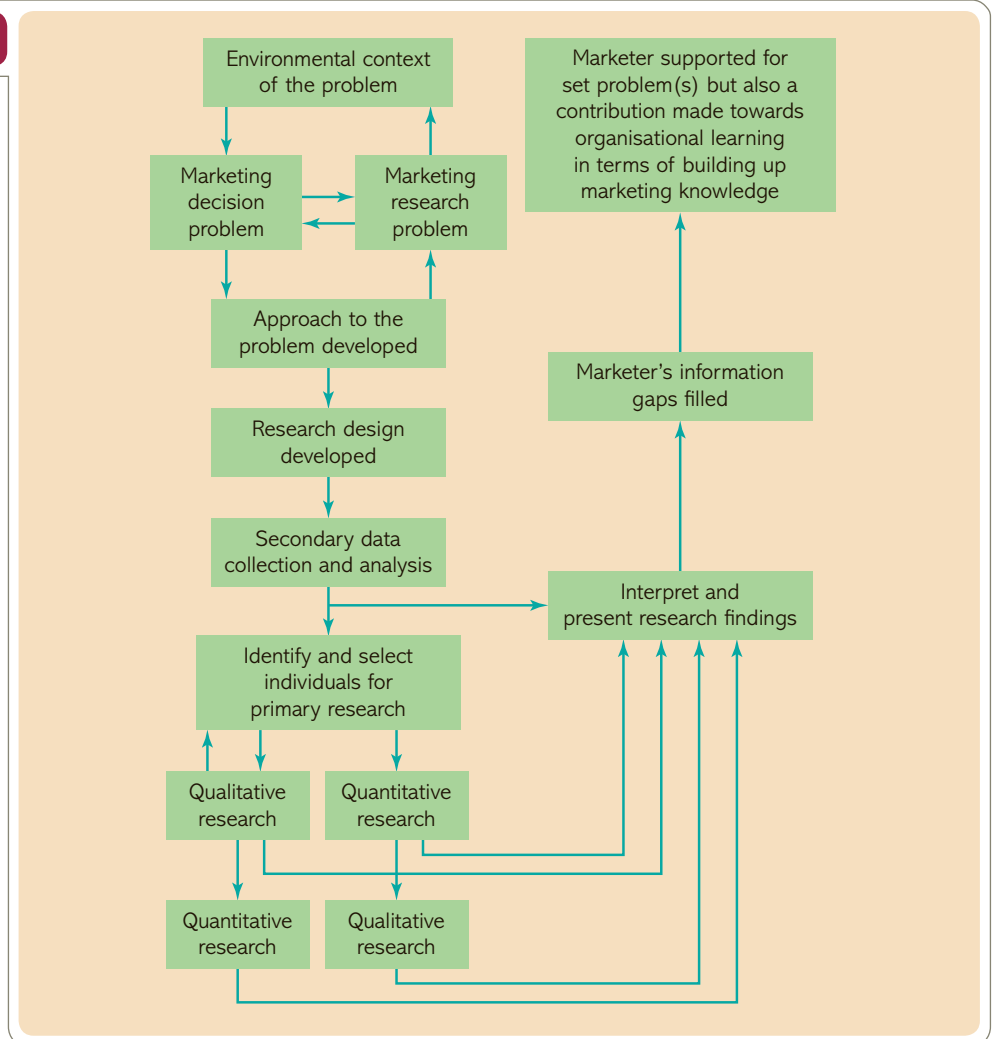 Environmental context
of the problem
Marketing
decision
problem
Marketing
research
problem
Approach to the
problem developed
Research design
developed
Secondary data
collection and analysis
Identify and select
individuals for
primary research
Qualitative
research
Quantitative
research
Quantitative
research
Qualitative
research
Interpret and
present research findings
Marketer’s information
gaps filled
Marketer supported for
set problem(s) but also a
contribution made towards
organisational learning
in terms of building up
marketing knowledge